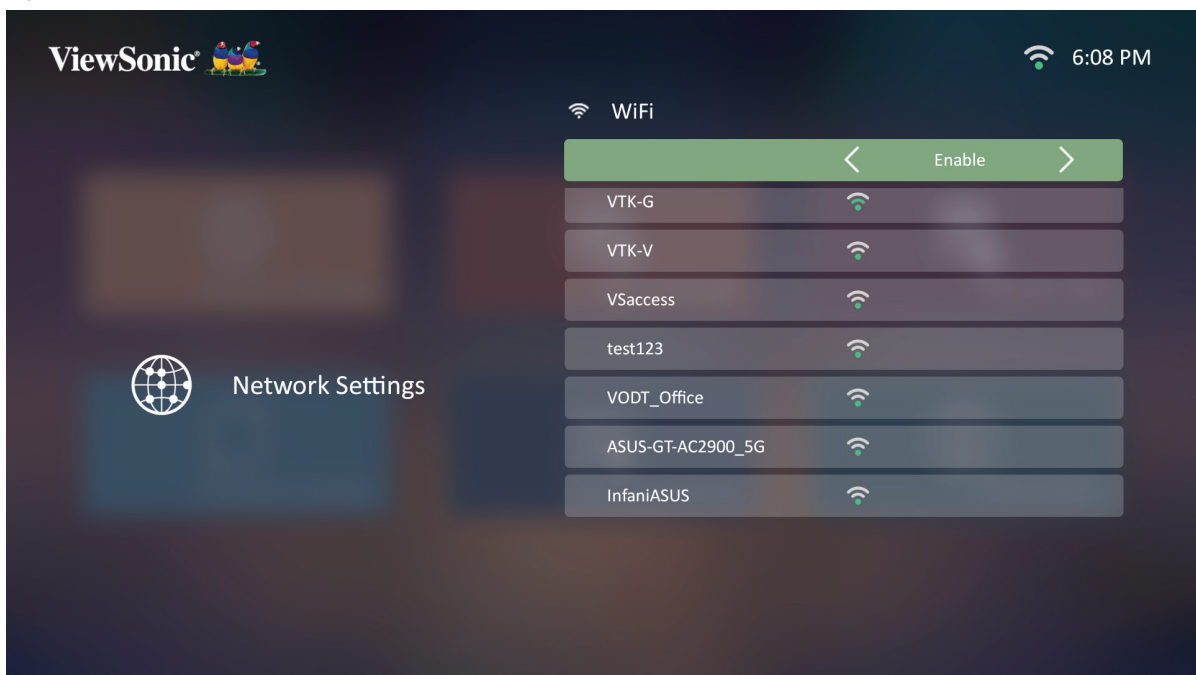 ViewSonic®
6:08 PM
WiFi
Enable
VTK-G
VTK-V
VSaccess
test123
Network Settings
VODT_Office
ASUS-GT-AC2900_5G
InfaniASUS